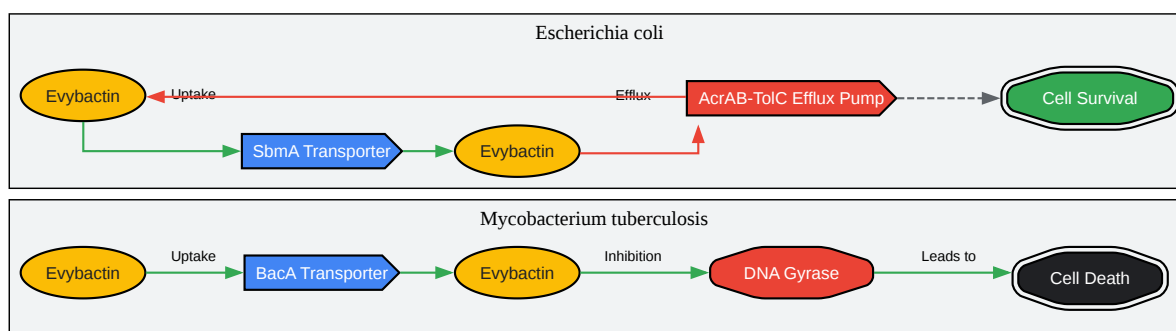 Escherichia coli
Evybactin
Uptake
Efflux
AcrAB-TolC Efflux Pump
Cell Survival
SbmA Transporter
Evybactin
Mycobacterium tuberculosis
Evybactin
Uptake
BacA Transporter
Evybactin
Inhibition
DNA Gyrase
Leads to
Cell Death